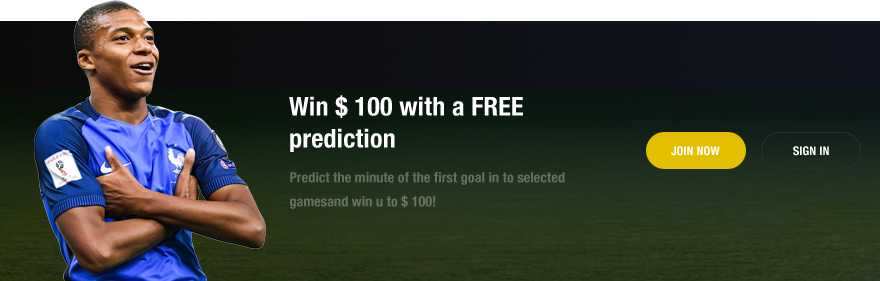 Win $ 100 with a FREE
prediction
JOIN NOW
SIGN IN
Predict the minute of the first goal in to selected
gamesand win u to $ 100!